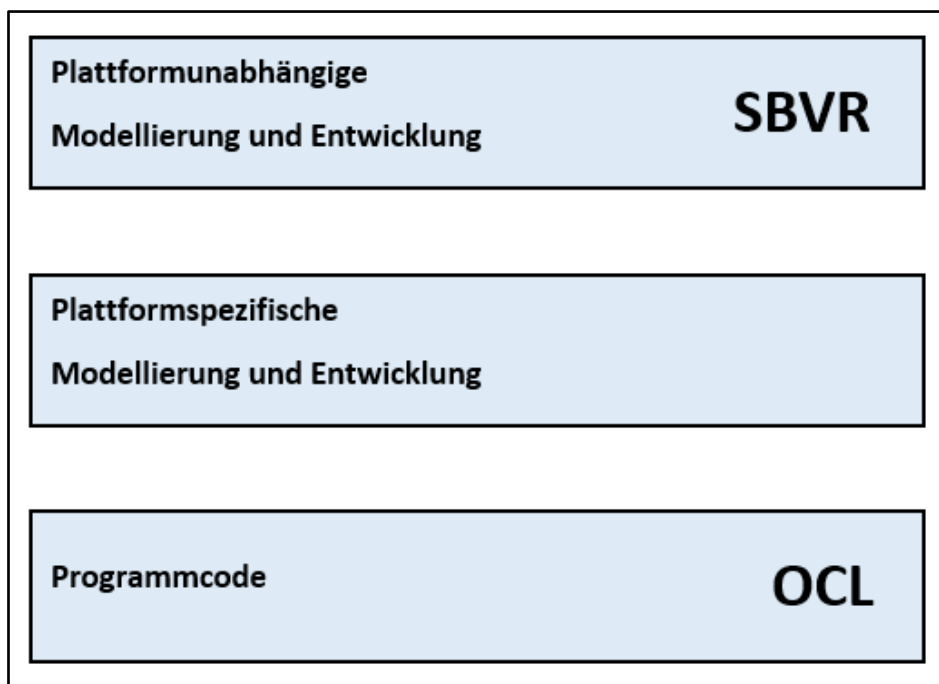 Plattformunabhängige
Modellierung und Entwicklung
SBVR
Plattformspezifische
Modellierung und Entwicklung
Programmcode
OCL